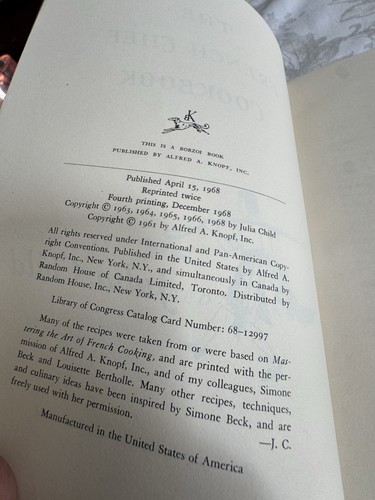 THIS IS A BORZOI BOOK
PUBLISHED BY ALFRED A. KNOPF, INC.
Published April 15, 1968
Reprinted twice
Fourth printing, December 1968
Copyright © 1963, 1964, 1965, 1966, 1968 by Julia Child
Copyright © 1961 by Alfred A. Knopf, Inc.
All rights reserved under International and Pan-American Copy-
right Conventions. Published in the United States by Alfred A.
Knopf, Inc., New York, N.Y., and simultaneously in Canada by
Random House of Canada Limited, Toronto. Distributed by
Random House, Inc., New York, N.Y.
Library of Congress Catalog Card Number: 68-12997
Many of the recipes were taken from or were based on Mas-
tering the Art of French Cooking, and are printed with the per-
mission of Alfred A. Knopf, Inc., and of my colleagues, Simone
Beck and Louisette Bertholle. Many other recipes, techniques,
and culinary ideas have been inspired by Simone Beck, and are
freely used with her permission.
—J. C.
Manufactured in the United States of America